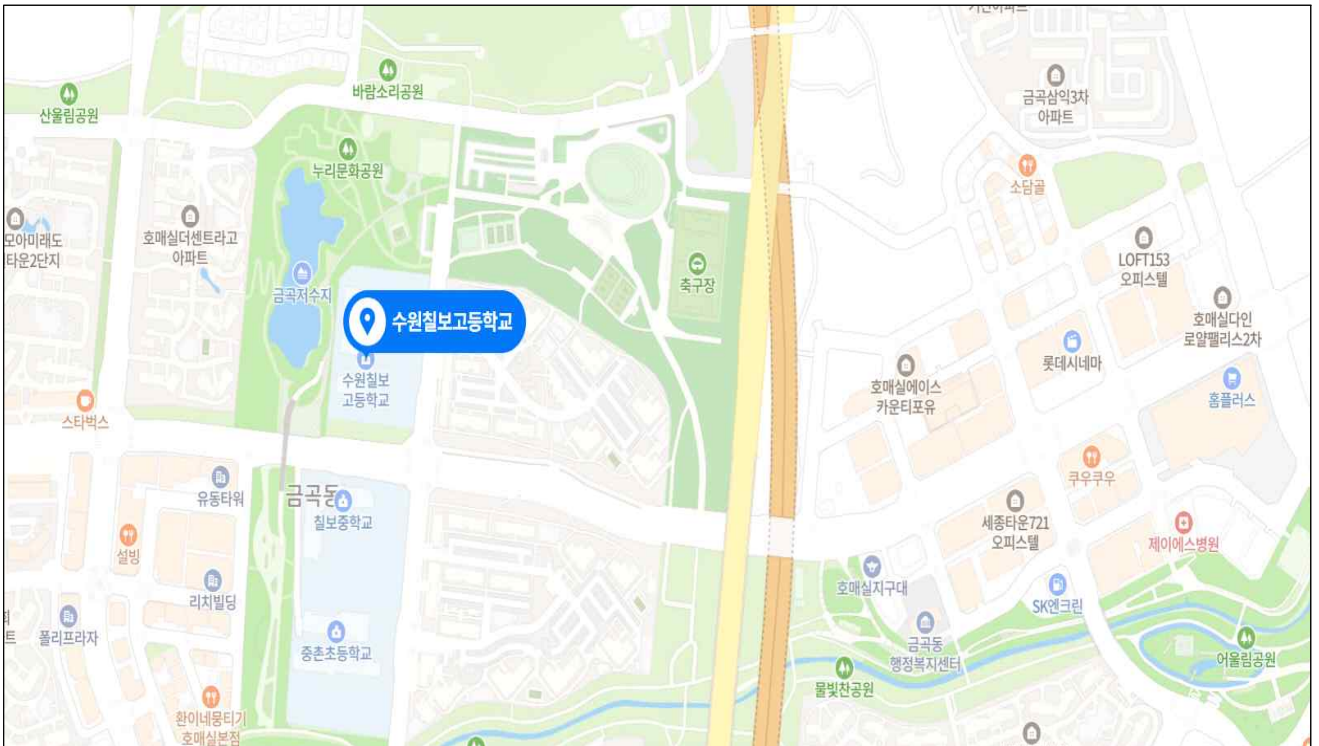 바람소리공원
산울림공원
누리문화공원
금곡삼익3차
아파트
소담골
모아미래도
타운2단지
호매실더센트라고
아파트
금곡저수지
축구장
LOFT153
오피스텔
호매실다인
로얄팰리스2차
수원칠보고등학교
수원칠보
고등학교
롯데시네마
호매실에이스
카운티포유
홈플러스
스타벅스
쿠우쿠우
유동타워
금곡동
칠보중학교
세종타운721
오피스텔
제이에스병원
설빙
리치빌딩
호매실지구대
SK엔크린
폴리프라자
트
중촌초등학교
금곡동
행정복지센터
어울림공원
물빛찬공원
환이네뭉티기
호매실본점